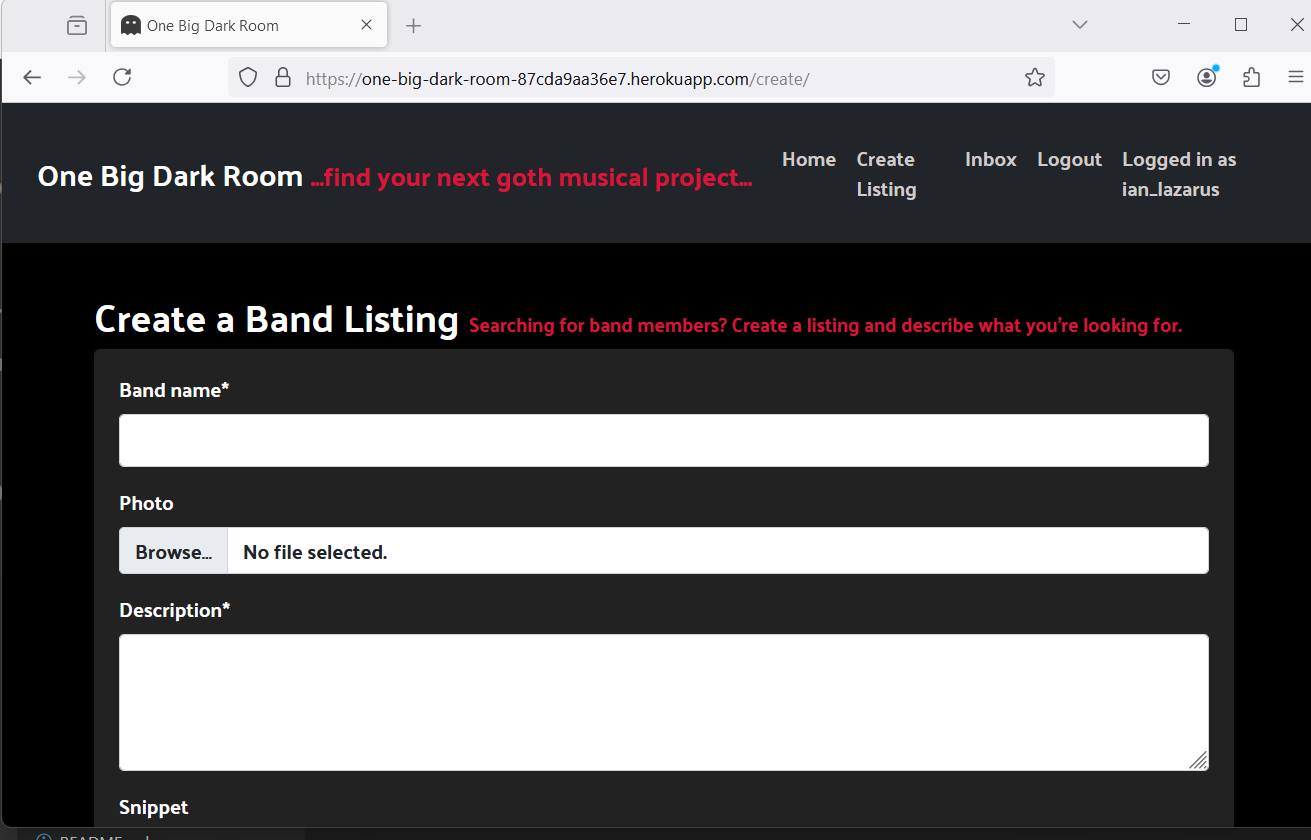 One Big Dark Room
https://one-big-dark-room-87cda9aa36e7.herokuapp.com/create/
One Big Dark Room ...find your next goth musical project...
Home
Create
Listing
Inbox
Logout
Logged in as
ian_lazarus
Create a Band Listing Searching for band members? Create a listing and describe what you're looking for.
Band name*
Photo
Browse... No file selected.
Description*
Snippet